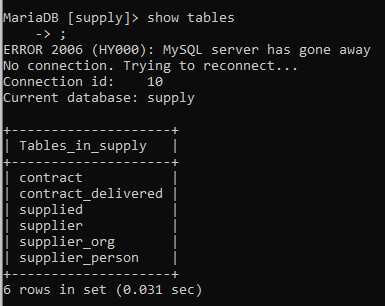 MariaDB [supply]> show tables
    -> ;
ERROR 2006 (HY000): MySQL server has gone away
No connection. Trying to reconnect...
Connection id:    10
Current database: supply
+--------------------+
| Tables_in_supply   |
+--------------------+
| contract           |
| contract_delivered |
| supplied           |
| supplier           |
| supplier_org       |
| supplier_person    |
+--------------------+
6 rows in set (0.031 sec)